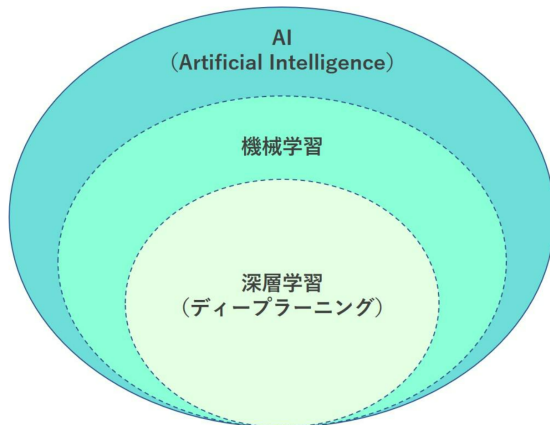 AI
（Artificial Intelligence）
機械学習
深層学習
（ディープラーニング）